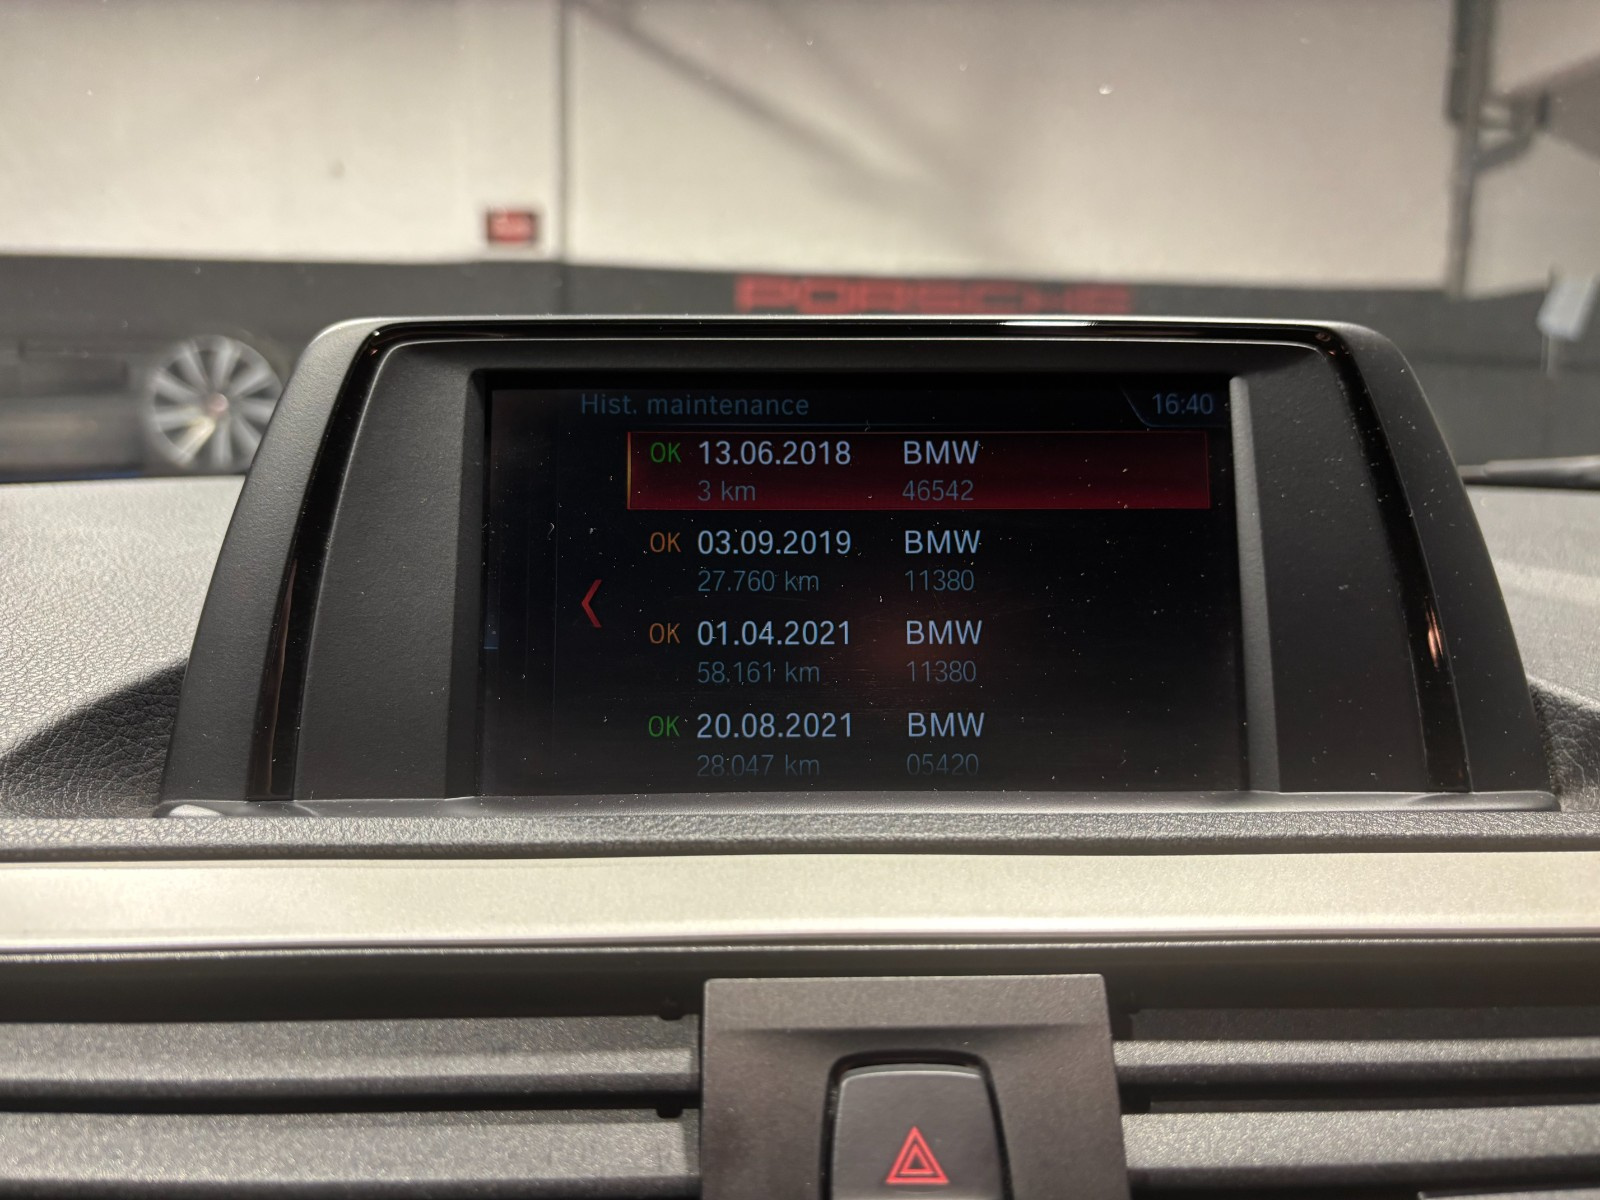 PORSCHE
Hist. maintenance 16:40
OK 13.06.2018 BMW
3 km 46542
OK 03.09.2019 BMW
27.760 km 11380
OK 01.04.2021 BMW
58.161 km 11380
OK 20.08.2021 BMW
28.047 km 05420